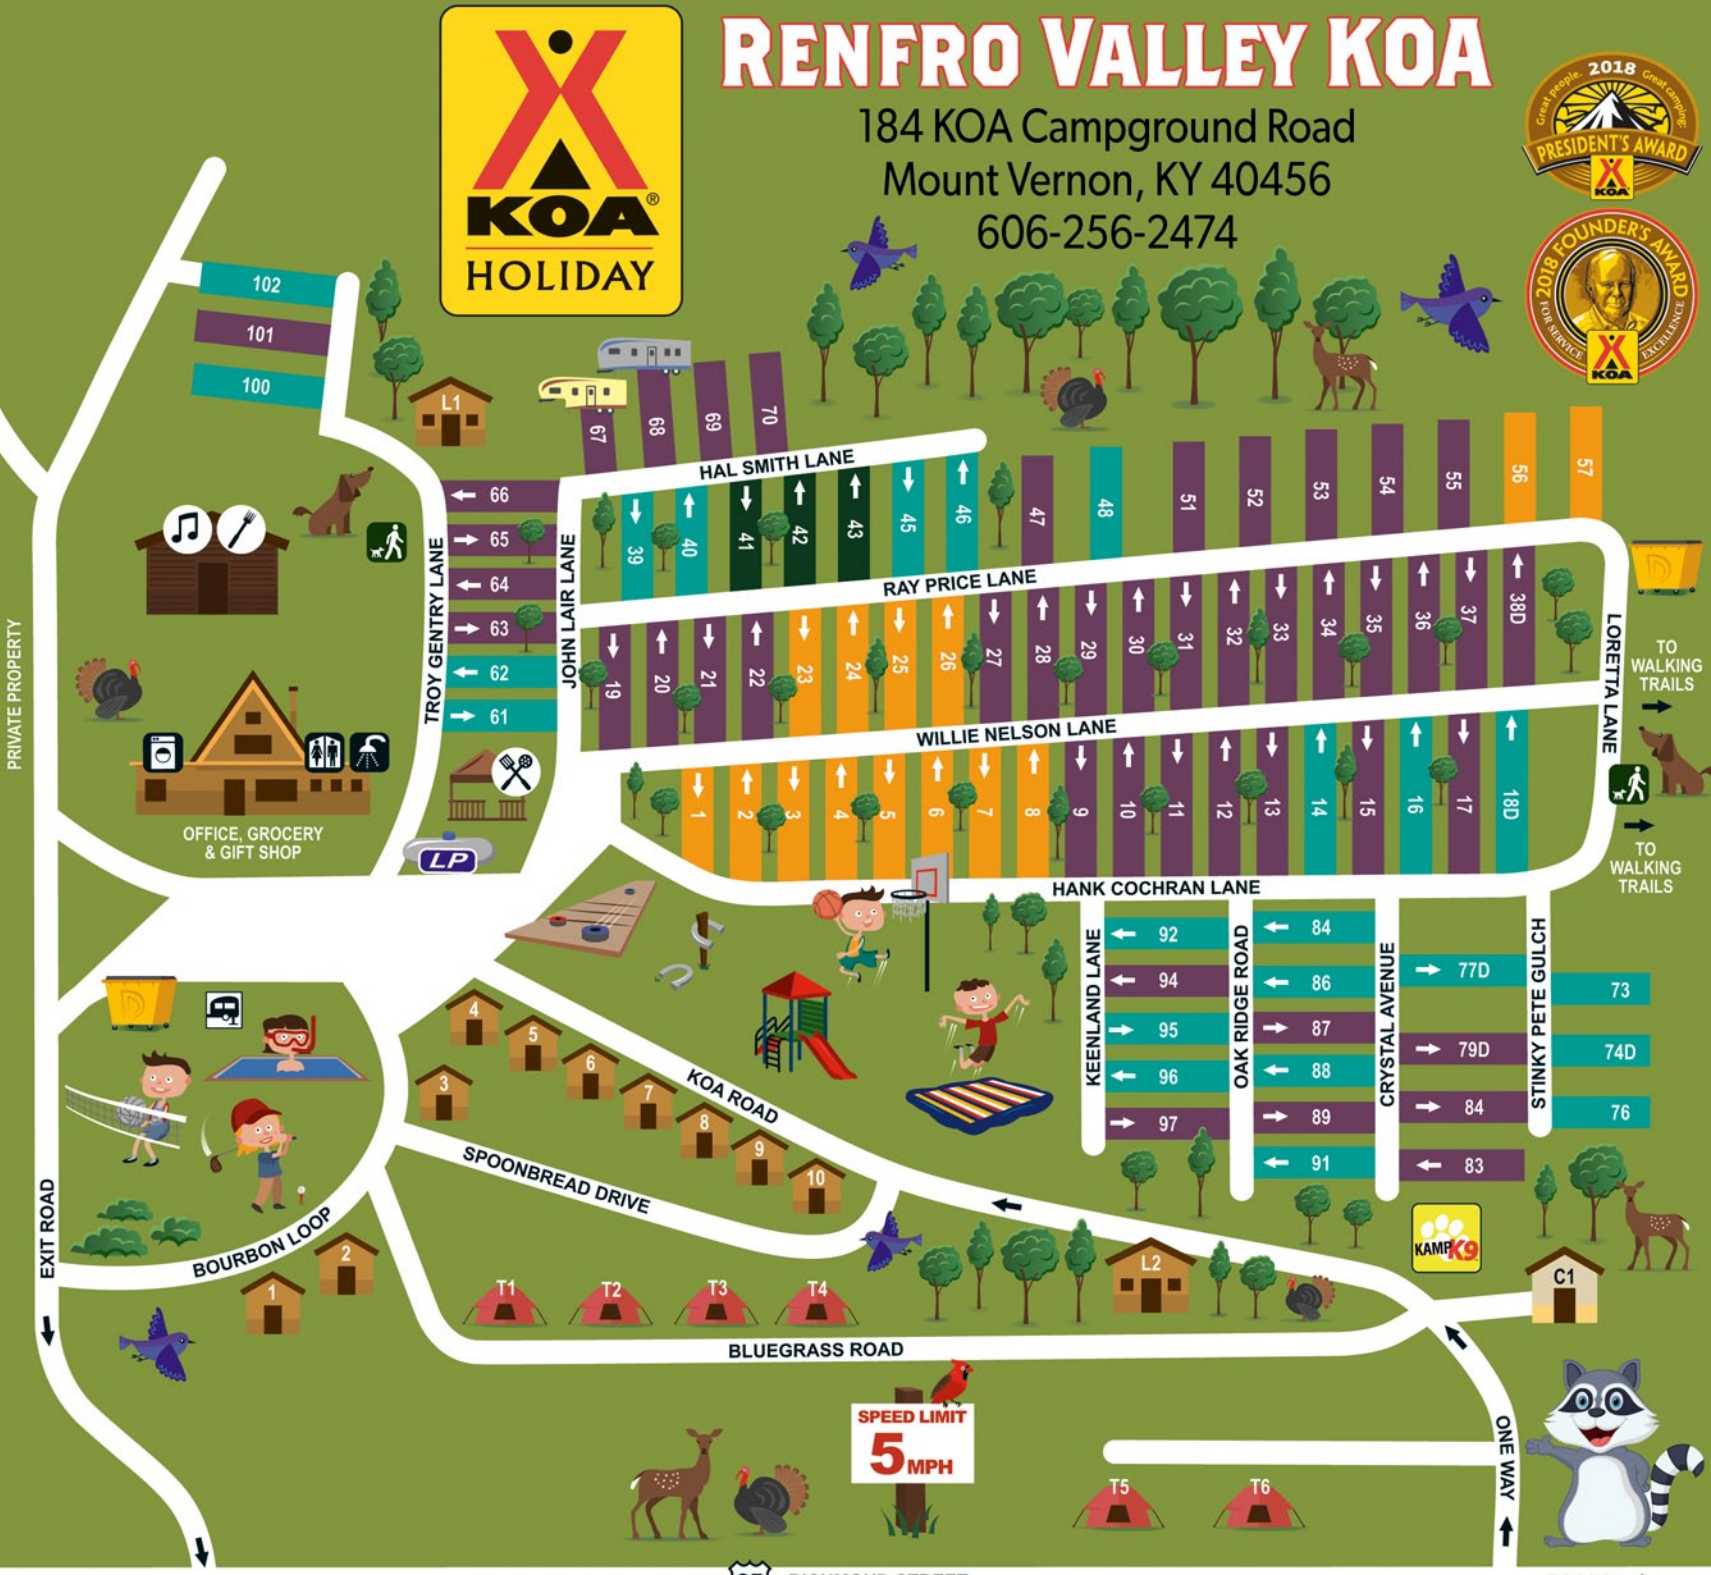 RENFRO VALLEY KOA
184 KOA Campground Road
Mount Vernon, KY 40456
606-256-2474
KOA®
HOLIDAY
Great people. 2018 Great camping.
PRESIDENT'S AWARD
KOA
2018 FOUNDER'S AWARD
FOR SERVICE EXCELLENCE
KOA
102
101
100
L1
67
68
69
70
HAL SMITH LANE
66
65
64
63
62
61
TROY GENTRY LANE
JOHN LAIR LANE
39
40
41
42
43
45
46
47
48
51
52
53
54
55
56
57
RAY PRICE LANE
19
20
21
22
23
24
25
26
27
28
29
30
31
32
33
34
35
36
37
38D
D
LORETTA LANE
TO
WALKING
TRAILS
WILLIE NELSON LANE
1
2
3
4
5
6
7
8
9
10
11
12
13
14
15
16
17
18D
TO
WALKING
TRAILS
HANK COCHRAN LANE
PRIVATE PROPERTY
OFFICE, GROCERY
& GIFT SHOP
LP
D
KEENLAND LANE
92
94
95
96
97
OAK RIDGE ROAD
84
86
87
88
89
91
CRYSTAL AVENUE
77D
79D
84
83
STINKY PETE GULCH
73
74D
76
4
5
6
3
7
8
9
10
KOA ROAD
SPOONBREAD DRIVE
EXIT ROAD
BOURBON LOOP
2
1
T1
T2
T3
T4
L2
KAMPK9
C1
BLUEGRASS ROAD
SPEED LIMIT
5 MPH
T5
T6
ONE WAY